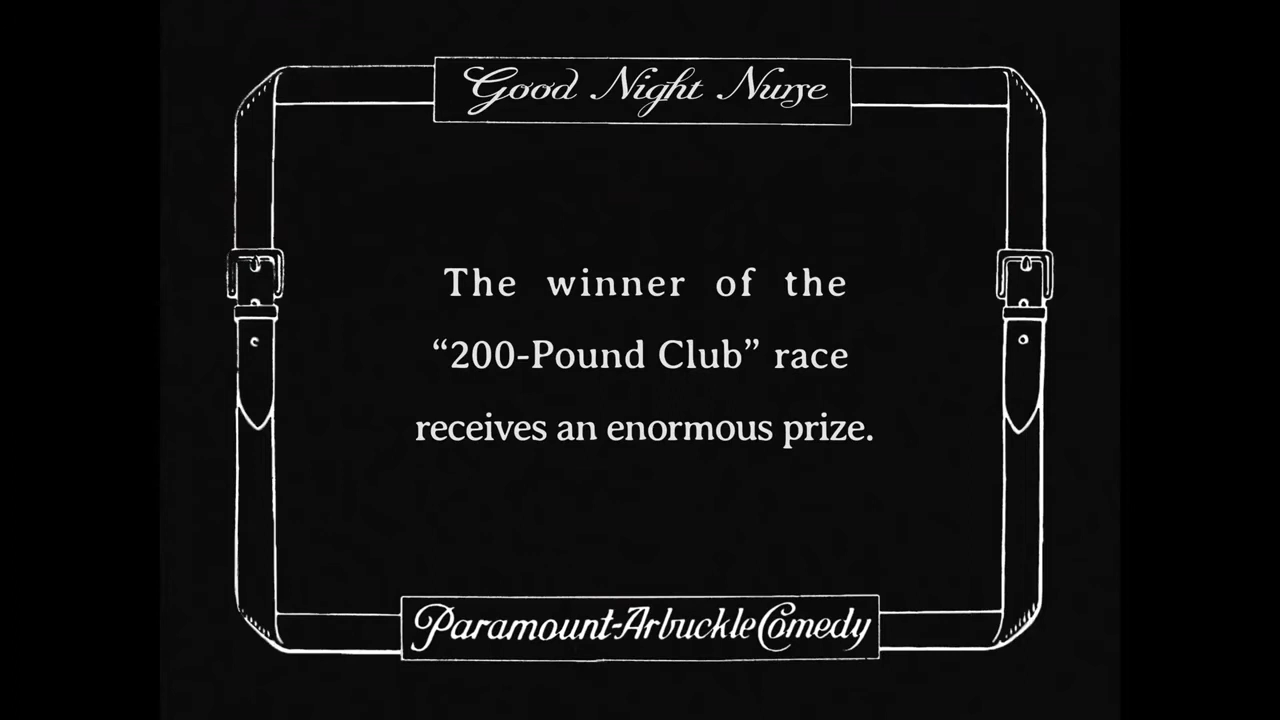 Good Night Nurse
The winner of the
“200-Pound Club” race
receives an enormous prize.
Paramount-Arbuckle Comedy